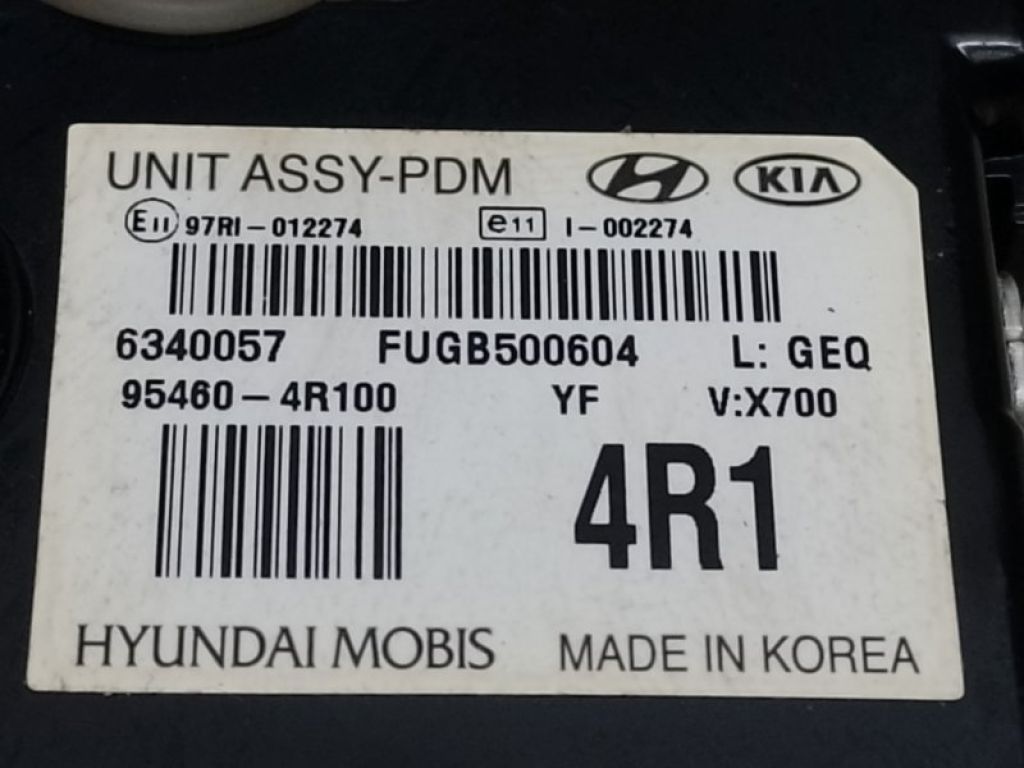 UNIT ASSY-PDM KIA
E11 97RI-012274 e11 I-002274
6340057 FUGB500604 L: GEQ
95460-4R100 YF V:X700
4R1
HYUNDAI MOBIS MADE IN KOREA